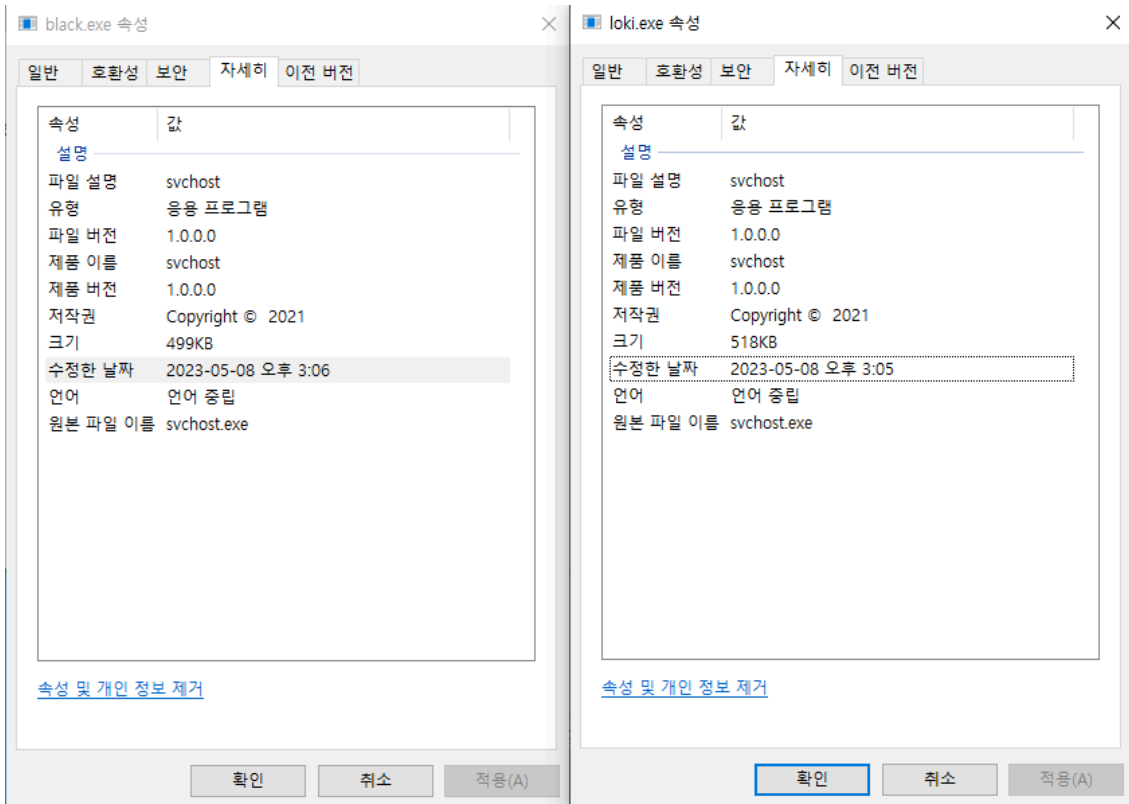 black.exe 속성
일반 호환성 보안 자세히 이전 버전
속성 값
설명
파일 설명 svchost
유형 응용 프로그램
파일 버전 1.0.0.0
제품 이름 svchost
제품 버전 1.0.0.0
저작권 Copyright © 2021
크기 499KB
수정한 날짜 2023-05-08 오후 3:06
언어 언어 중립
원본 파일 이름 svchost.exe
속성 및 개인 정보 제거
확인 취소 적용(A)
loki.exe 속성
일반 호환성 보안 자세히 이전 버전
속성 값
설명
파일 설명 svchost
유형 응용 프로그램
파일 버전 1.0.0.0
제품 이름 svchost
제품 버전 1.0.0.0
저작권 Copyright © 2021
크기 518KB
수정한 날짜 2023-05-08 오후 3:05
언어 언어 중립
원본 파일 이름 svchost.exe
속성 및 개인 정보 제거
확인 취소 적용(A)